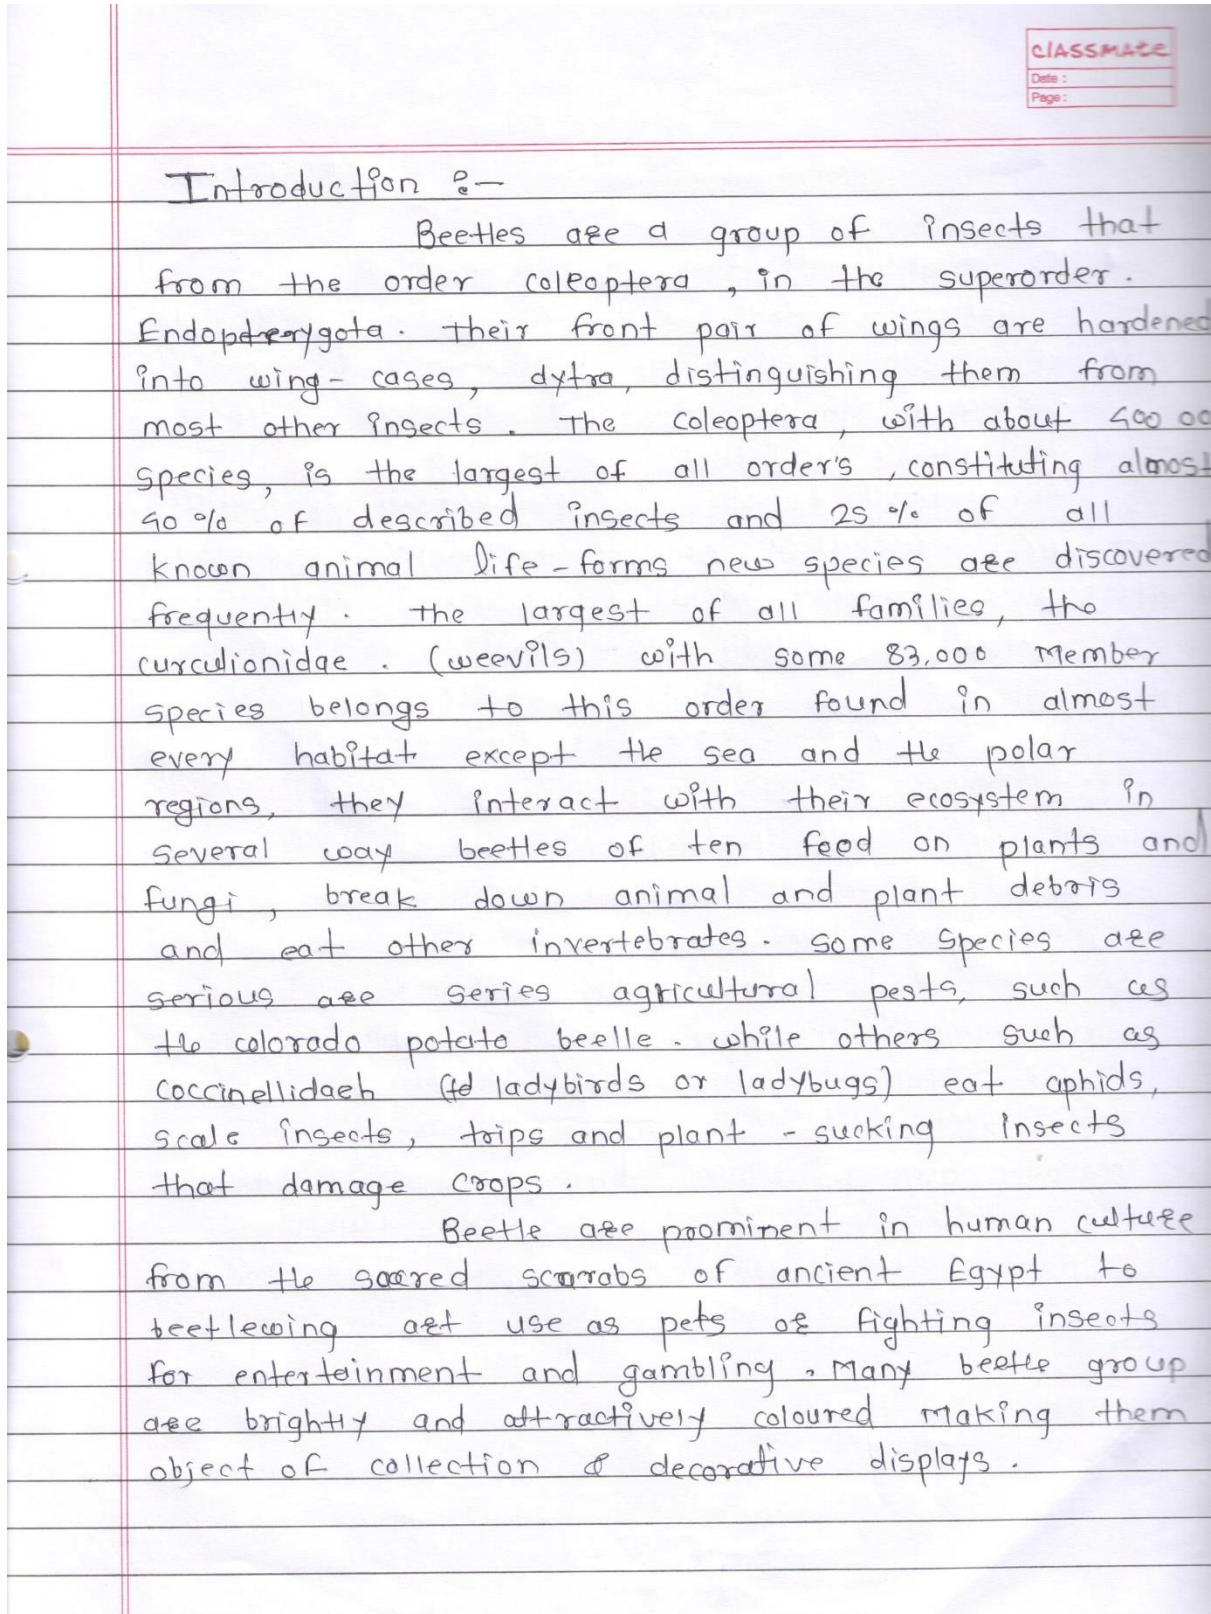 CLASSMATE
Date :
Page :
Introduction :-
Beetles are a group of insects that
from the order coleoptera, in the superorder.
Endopterygota. Their front pair of wings are hardened
into wing - cases, dytra, distinguishing them from
most other insects. The Coleoptera, with about 400 00
species, is the largest of all order's, constituting almost
40 % of described insects and 25 % of all
known animal life - forms new species are discovered
frequently. The largest of all families, the
curculionidae. (weevils) with some 83,000 Member
species belongs to this order found in almost
every habitat except the sea and the polar
regions, they interact with their ecosystem in
several way beetles of ten feed on plants and
fungi, break down animal and plant debris
and eat other invertebrates. Some species are
serious are series agricultural pests, such as
the colorado potato beelle. while others such as
coccinellidaeh ladybirds or ladybugs) eat aphids,
scale insects, trips and plant - sucking insects
that damage crops.
Beetle are prominent in human culture
from the sacred scarabs of ancient Egypt to
beetlewing art use as pets or fighting insects
for entertainment and gambling. Many beetle group
are brightly and attractively coloured Making them
object of collection & decorative displays.